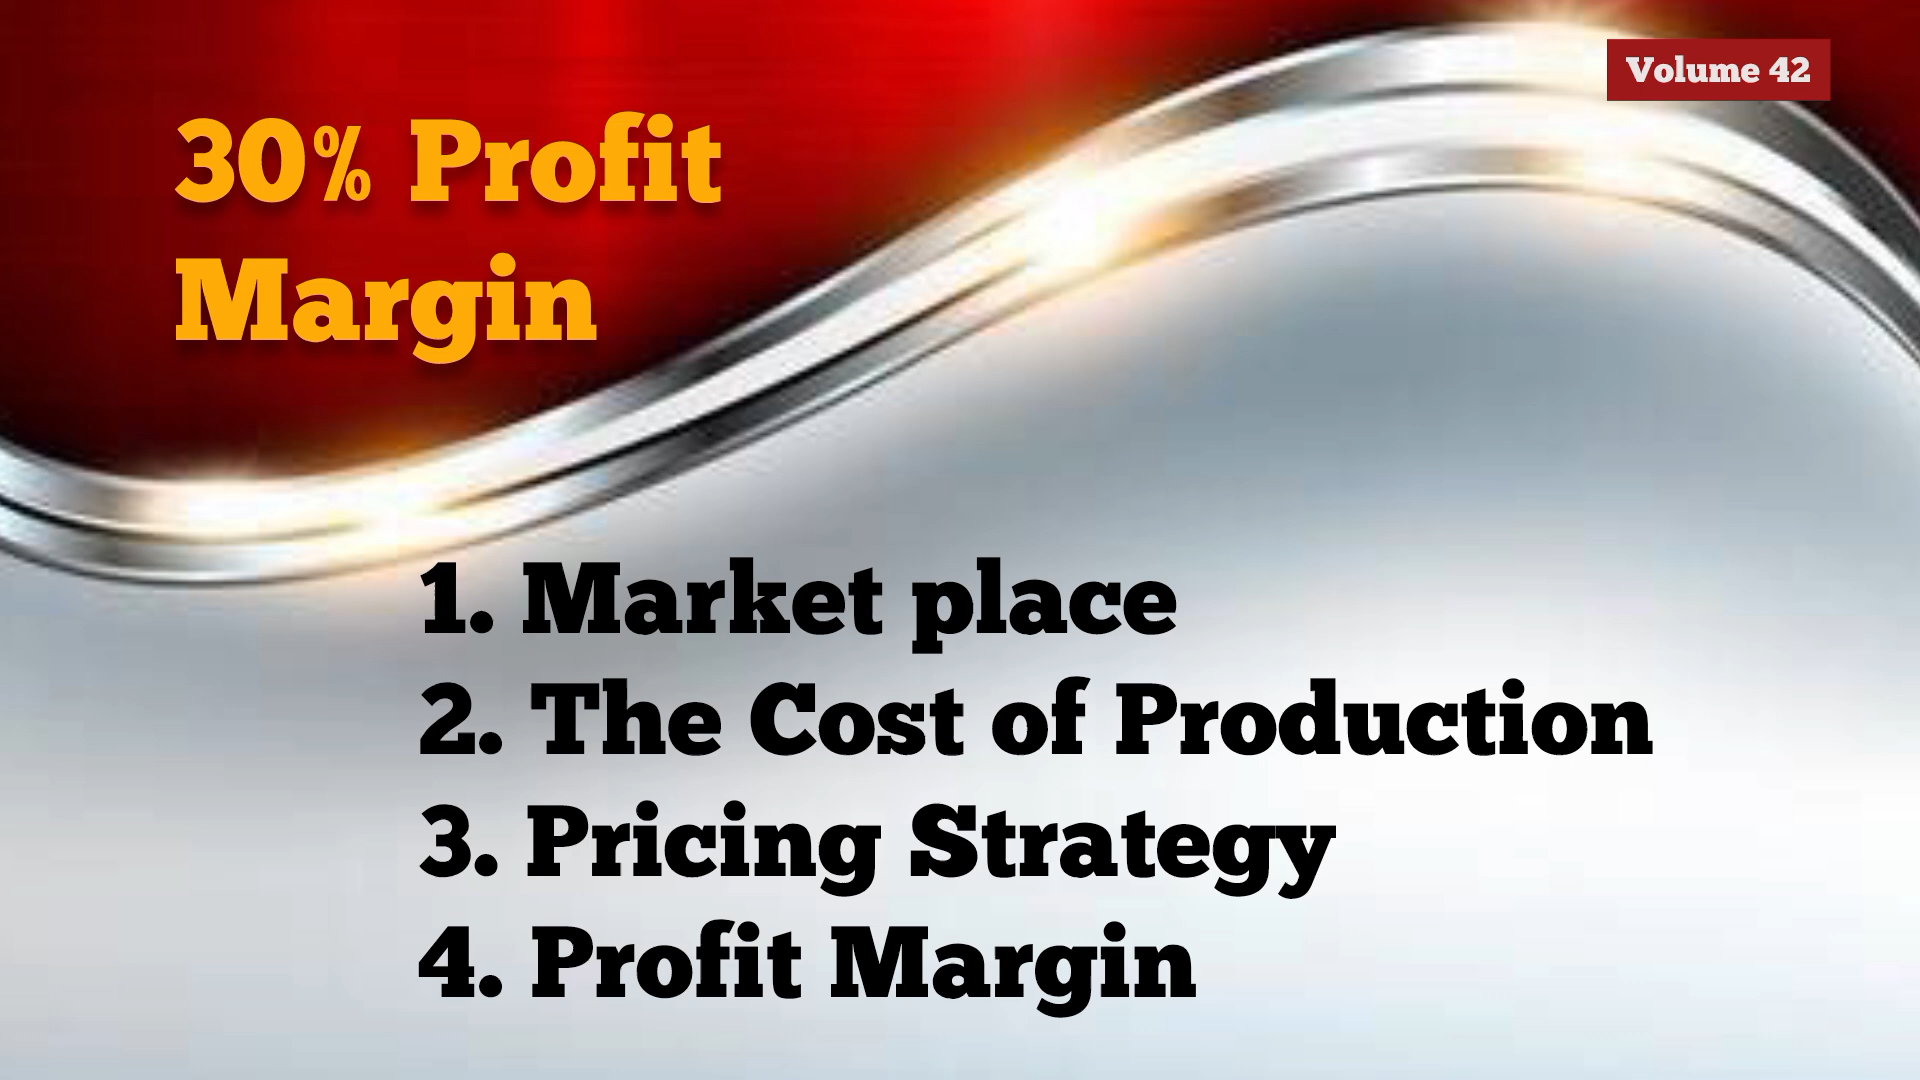 Volume 42
30% Profit
Margin
1. Market place
2. The Cost of Production
3. Pricing Strategy
4. Profit Margin